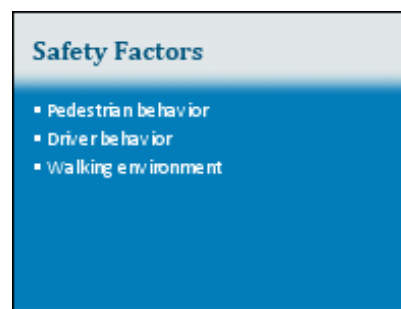 Safety Factors
▪ Pedestrian behavior
▪ Driver behavior
▪ Walking environment